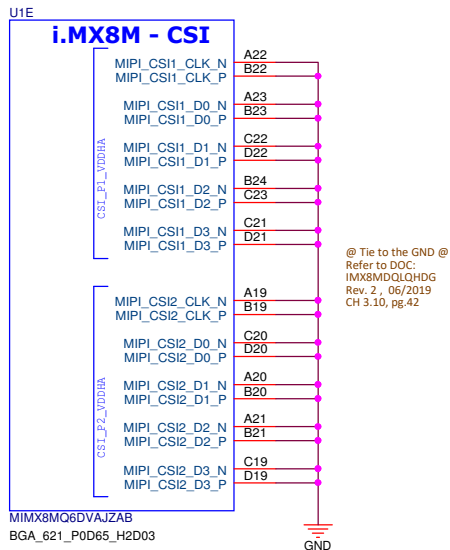 U1E
i.MX8M - CSI
MIPI_CSI1_CLK_N A22
MIPI_CSI1_CLK_P B22
MIPI_CSI1_D0_N A23
MIPI_CSI1_D0_P B23
MIPI_CSI1_D1_N C22
MIPI_CSI1_D1_P D22
MIPI_CSI1_D2_N B24
MIPI_CSI1_D2_P C23
MIPI_CSI1_D3_N C21
MIPI_CSI1_D3_P D21
CSI_P1_VDDHA
@ Tie to the GND @
Refer to DOC:
IMX8MDQLQHDG
Rev. 2 , 06/2019
CH 3.10, pg.42
MIPI_CSI2_CLK_N A19
MIPI_CSI2_CLK_P B19
MIPI_CSI2_D0_N C20
MIPI_CSI2_D0_P D20
MIPI_CSI2_D1_N A20
MIPI_CSI2_D1_P B20
MIPI_CSI2_D2_N A21
MIPI_CSI2_D2_P B21
MIPI_CSI2_D3_N C19
MIPI_CSI2_D3_P D19
CSI_P2_VDDHA
MIMX8MQ6DVAJZAB
BGA_621_P0D65_H2D03
GND